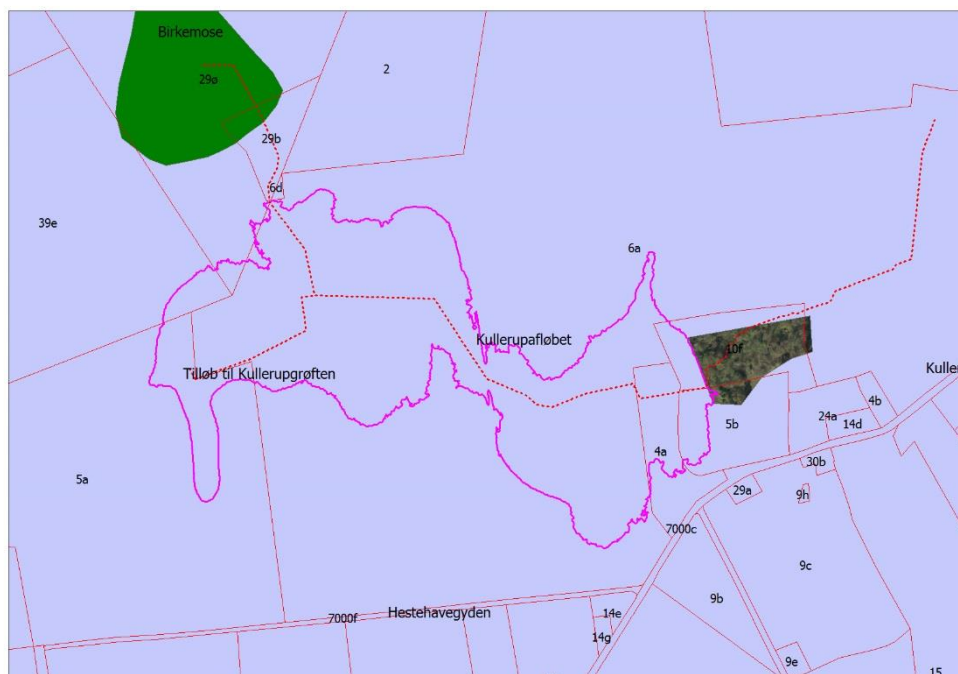 Birkemose
2
29ø
29b
6d
39e
6a
Kullerupafløbet
10f
Tilløb til Kullerupgrøften
Kuller
4b
24a
14d
5b
4a
30b
5a
29a
9h
7000c
9c
9b
14e
Hestehavegyden
7000f
14g
9e
15